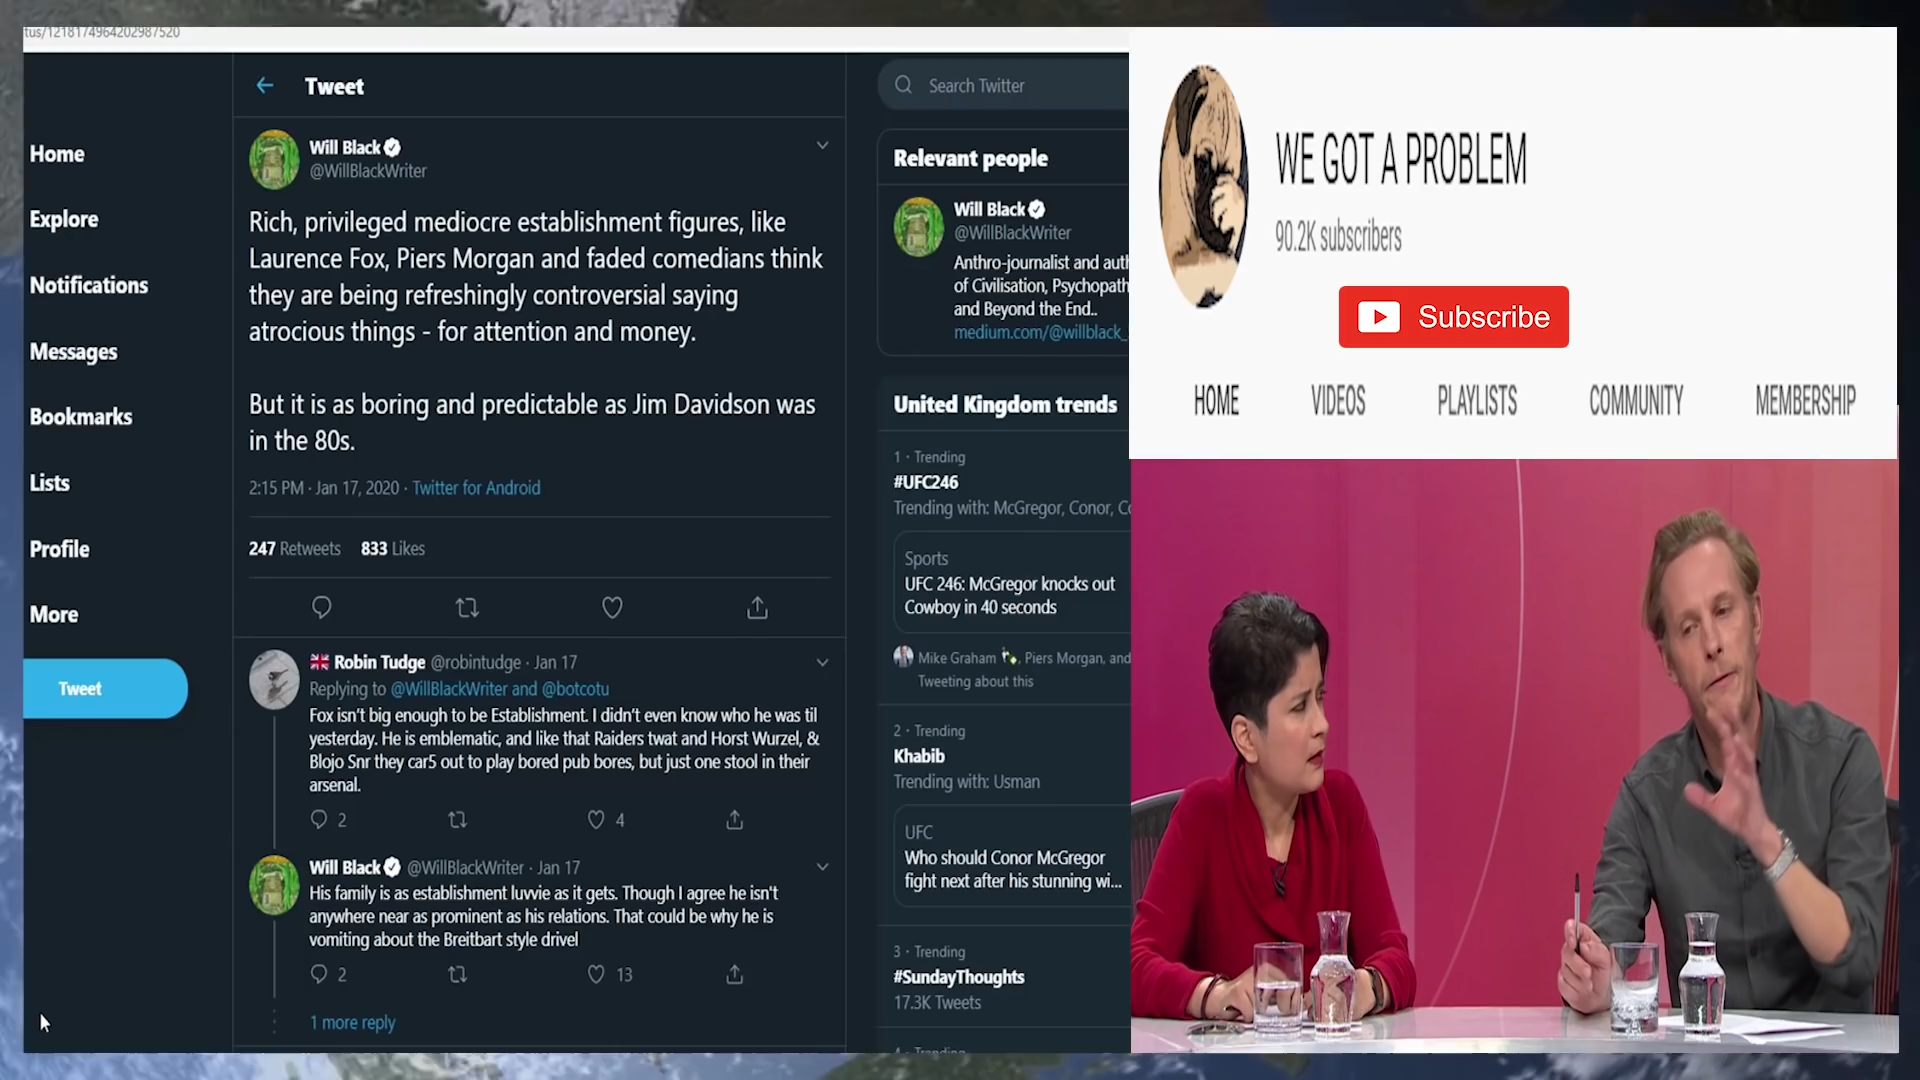 tus/1218174964202987520
Home
Explore
Notifications
Messages
Bookmarks
Lists
Profile
More
Tweet
Tweet
Will Black
@WillBlackWriter
Rich, privileged mediocre establishment figures, like
Laurence Fox, Piers Morgan and faded comedians think
they are being refreshingly controversial saying
atrocious things - for attention and money.
But it is as boring and predictable as Jim Davidson was
in the 80s.
2:15 PM · Jan 17, 2020 · Twitter for Android
247 Retweets 833 Likes
Robin Tudge @robintudge · Jan 17
Replying to @WillBlackWriter and @botcotu
Fox isn't big enough to be Establishment. I didn't even know who he was til
yesterday. He is emblematic, and like that Raiders twat and Horst Wurzel, &
Blojo Snr they car5 out to play bored pub bores, but just one stool in their
arsenal.
2 4
Will Black @WillBlackWriter · Jan 17
His family is as establishment luvvie as it gets. Though I agree he isn't
anywhere near as prominent as his relations. That could be why he is
vomiting about the Breitbart style drivel
2 13
1 more reply
Search Twitter
Relevant people
Will Black
@WillBlackWriter
Anthro-journalist and aut
of Civilisation, Psychopath
and Beyond the End..
medium.com/@willblack_
United Kingdom trends
1 · Trending
#UFC246
Trending with: McGregor, Conor, C
Sports
UFC 246: McGregor knocks out
Cowboy in 40 seconds
Mike Graham , Piers Morgan, and
Tweeting about this
2 · Trending
Khabib
Trending with: Usman
UFC
Who should Conor McGregor
fight next after his stunning wi...
3 · Trending
#SundayThoughts
17.3K Tweets
4 · Trending
WE GOT A PROBLEM
90.2K subscribers
Subscribe
HOME VIDEOS PLAYLISTS COMMUNITY MEMBERSHIP